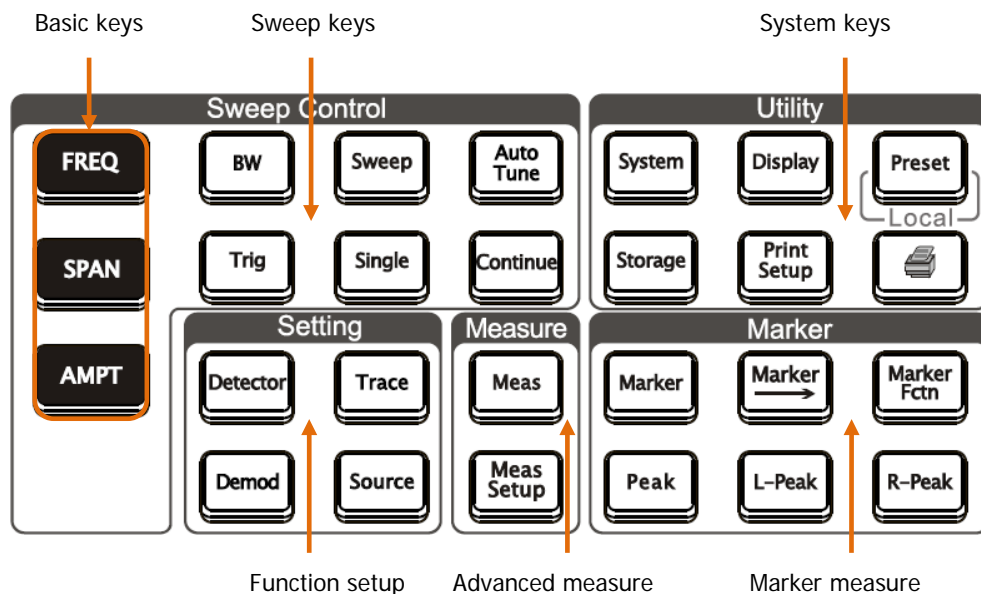 Basic keys
Sweep keys
System keys
Sweep Control
FREQ
BW
Sweep
Auto
Tune
SPAN
Trig
Single
Continue
AMPT
Utility
System
Display
Preset
Local
Storage
Print
Setup
Setting
Detector
Trace
Demod
Source
Measure
Meas
Meas
Setup
Marker
Marker
Marker
Marker
Fctn
Peak
L-Peak
R-Peak
Function setup
Advanced measure
Marker measure